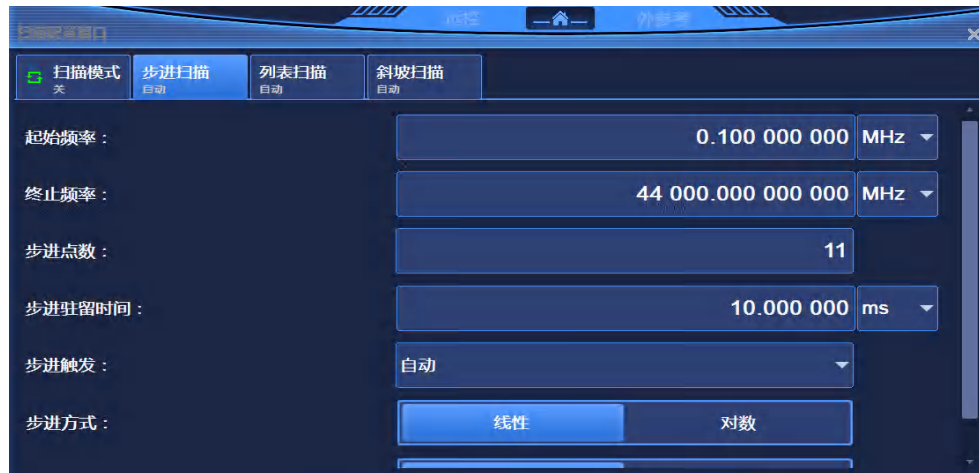 远控
外参考
扫描配置窗口
扫描模式
关
步进扫描
自动
列表扫描
自动
斜坡扫描
自动
起始频率：
0.100 000 000
MHz
终止频率：
44 000.000 000 000
MHz
步进点数：
11
步进驻留时间：
10.000 000
ms
步进触发：
自动
步进方式：
线性
对数